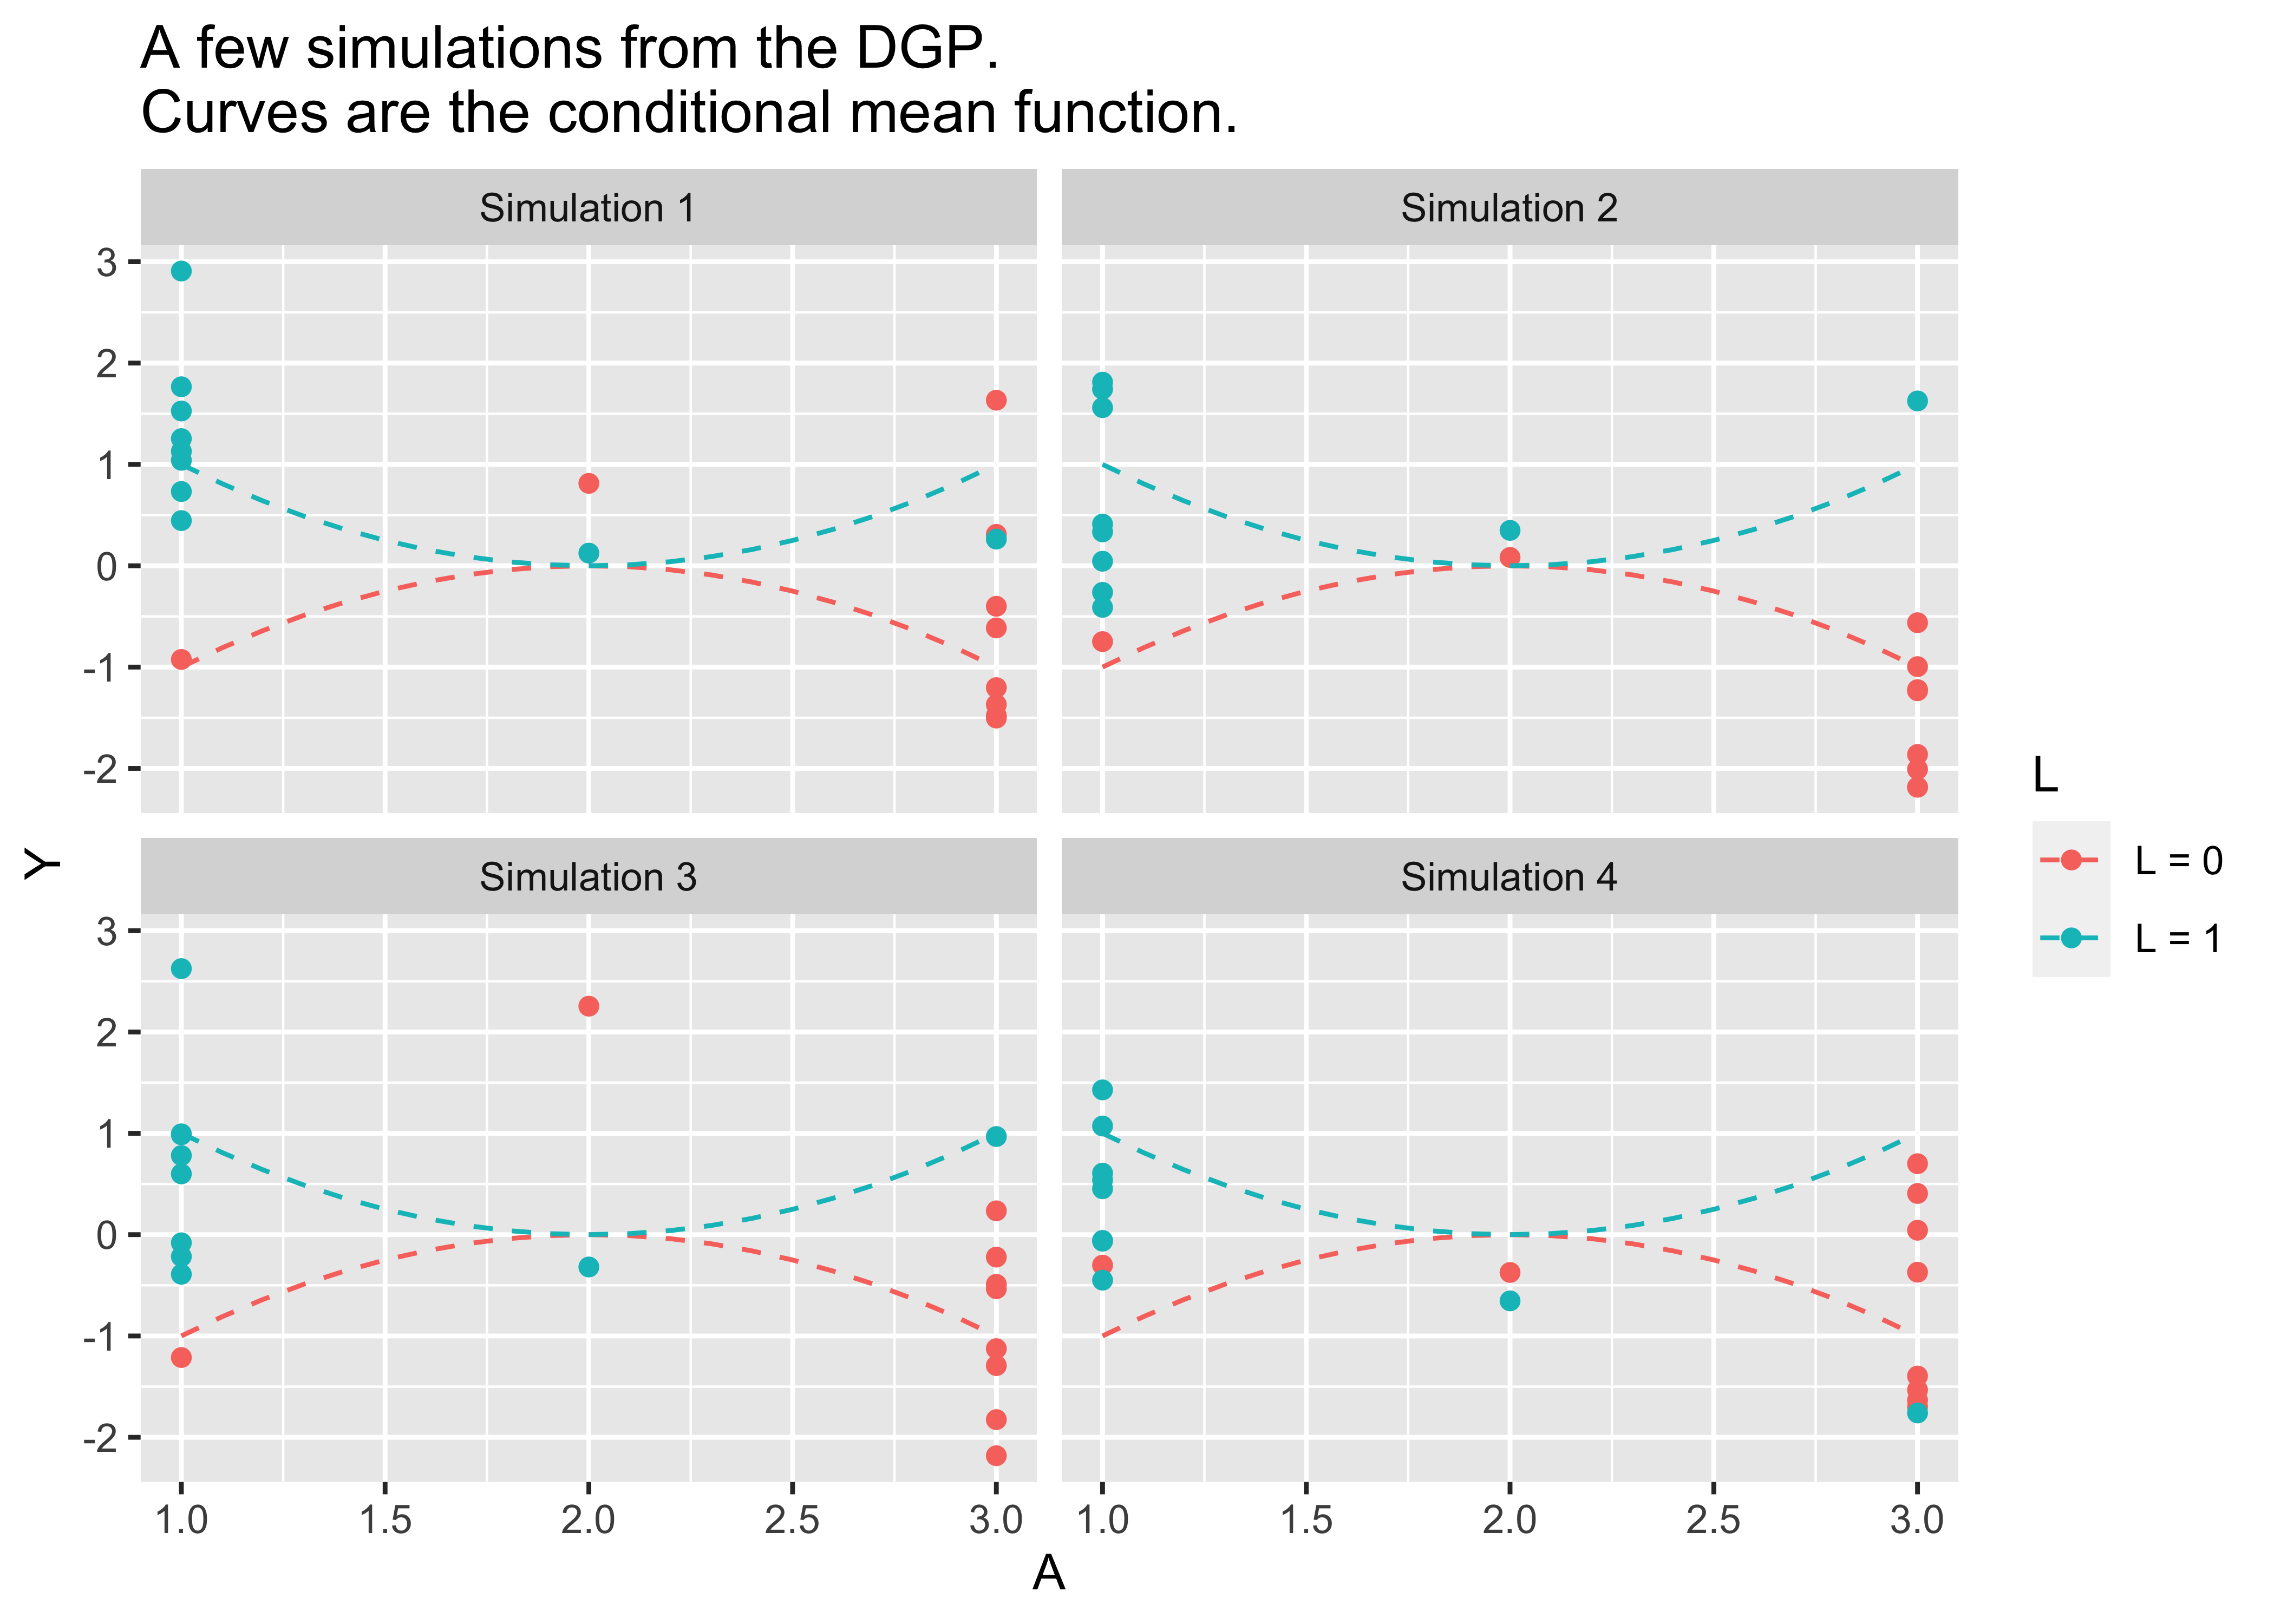 A few simulations from the DGP.
Curves are the conditional mean function.
Simulation 1
Simulation 2
3
2
1
0
-1
-2
Y
Simulation 3
Simulation 4
3
2
1
0
-1
-2
1.0 1.5 2.0 2.5 3.0 1.0 1.5 2.0 2.5 3.0
A
L
L = 0
L = 1